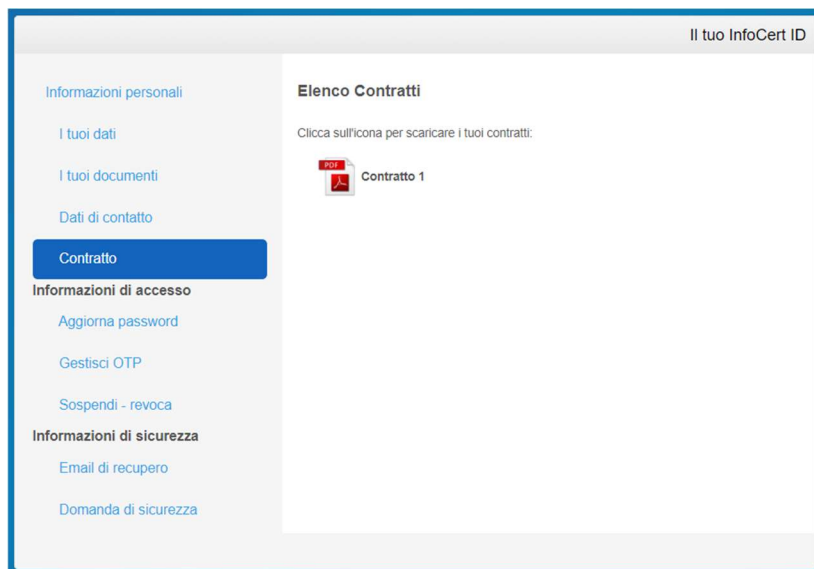 Il tuo InfoCert ID
Informazioni personali
I tuoi dati
I tuoi documenti
Dati di contatto
Contratto
Informazioni di accesso
Aggiorna password
Gestisci OTP
Sospendi - revoca
Informazioni di sicurezza
Email di recupero
Domanda di sicurezza
Elenco Contratti
Clicca sull'icona per scaricare i tuoi contratti:
PDF
Contratto 1